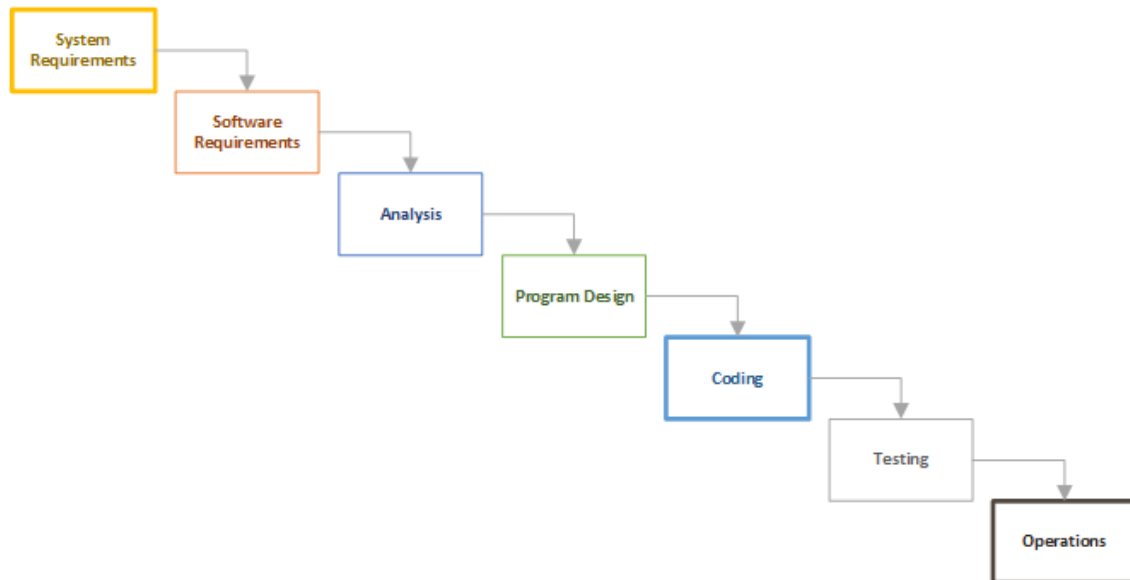 System
Requirements
Software
Requirements
Analysis
Program Design
Coding
Testing
Operations